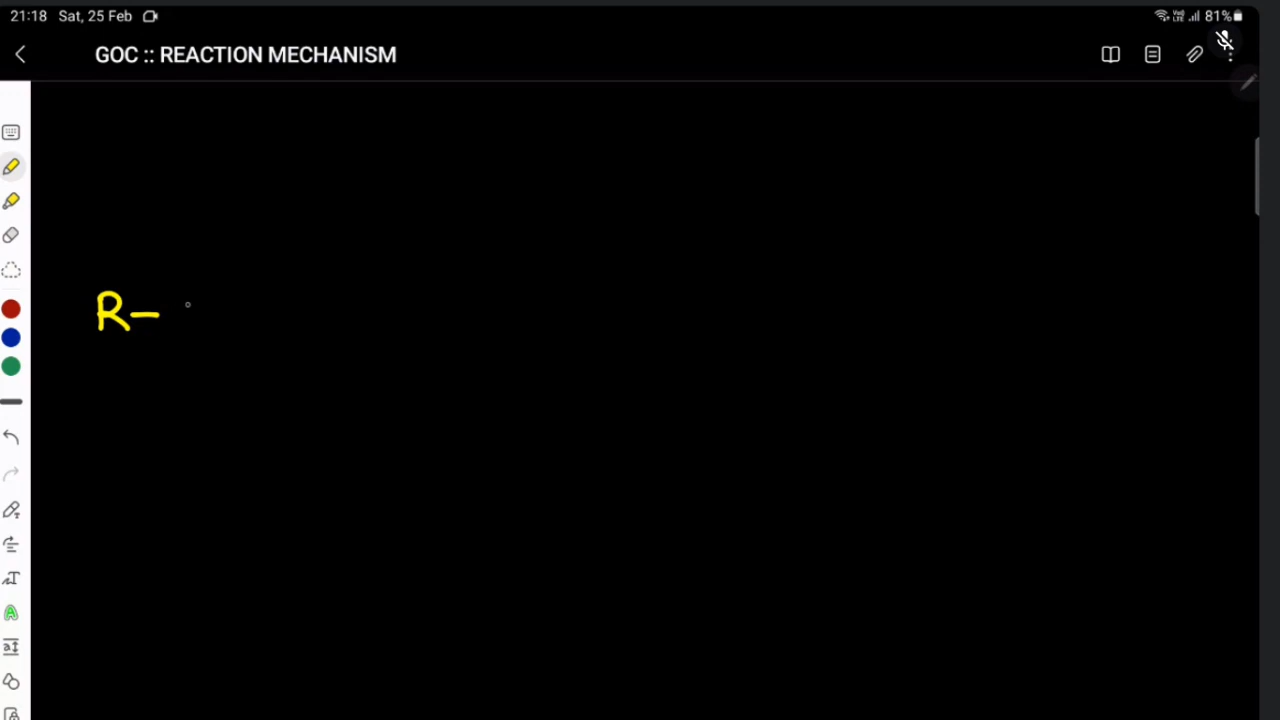 21:18 Sat, 25 Feb 81%
GOC :: REACTION MECHANISM
R-